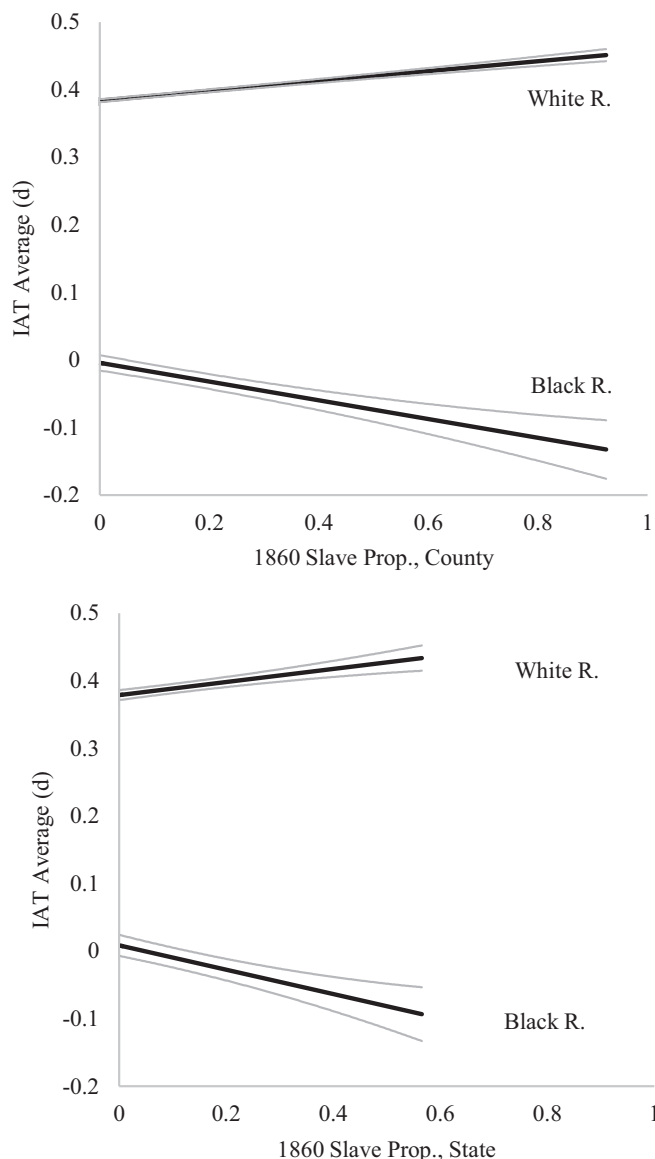 0.5
0.4
White R.
0.3
0.2
IAT Average (d)
0.1
0
Black R.
-0.1
-0.2
0 0.2 0.4 0.6 0.8 1
1860 Slave Prop., County
0.5
White R.
0.4
0.3
0.2
IAT Average (d)
0.1
0
-0.1
Black R.
-0.2
0 0.2 0.4 0.6 0.8 1
1860 Slave Prop., State